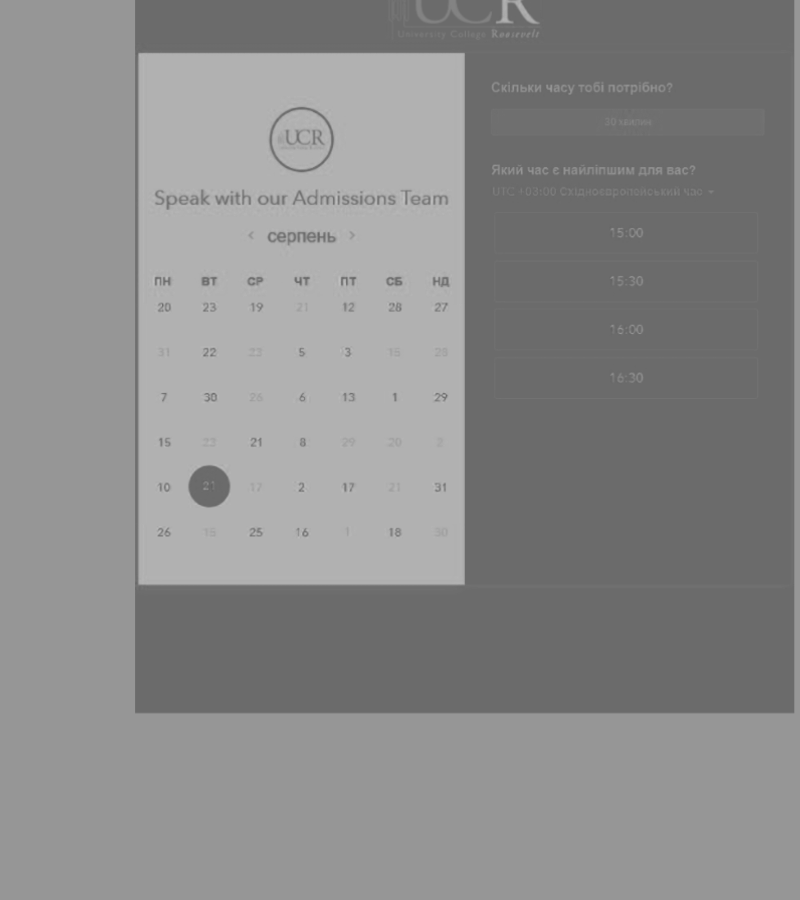 UCR
University College Roosevelt
UCR
Speak with our Admissions Team
< серпень >
ПН ВТ СР ЧТ ПТ СБ НД
20 23 19 21 12 28 27
31 22 23 5 3 15 28
7 30 26 6 13 1 29
15 23 21 8 29 20 2
10 21 17 2 17 21 31
26 15 25 16 1 18 30
Скільки часу тобі потрібно?
30 хвилин
Який час є найліпшим для вас?
UTC +03:00 Східноєвропейський час
15:00
15:30
16:00
16:30